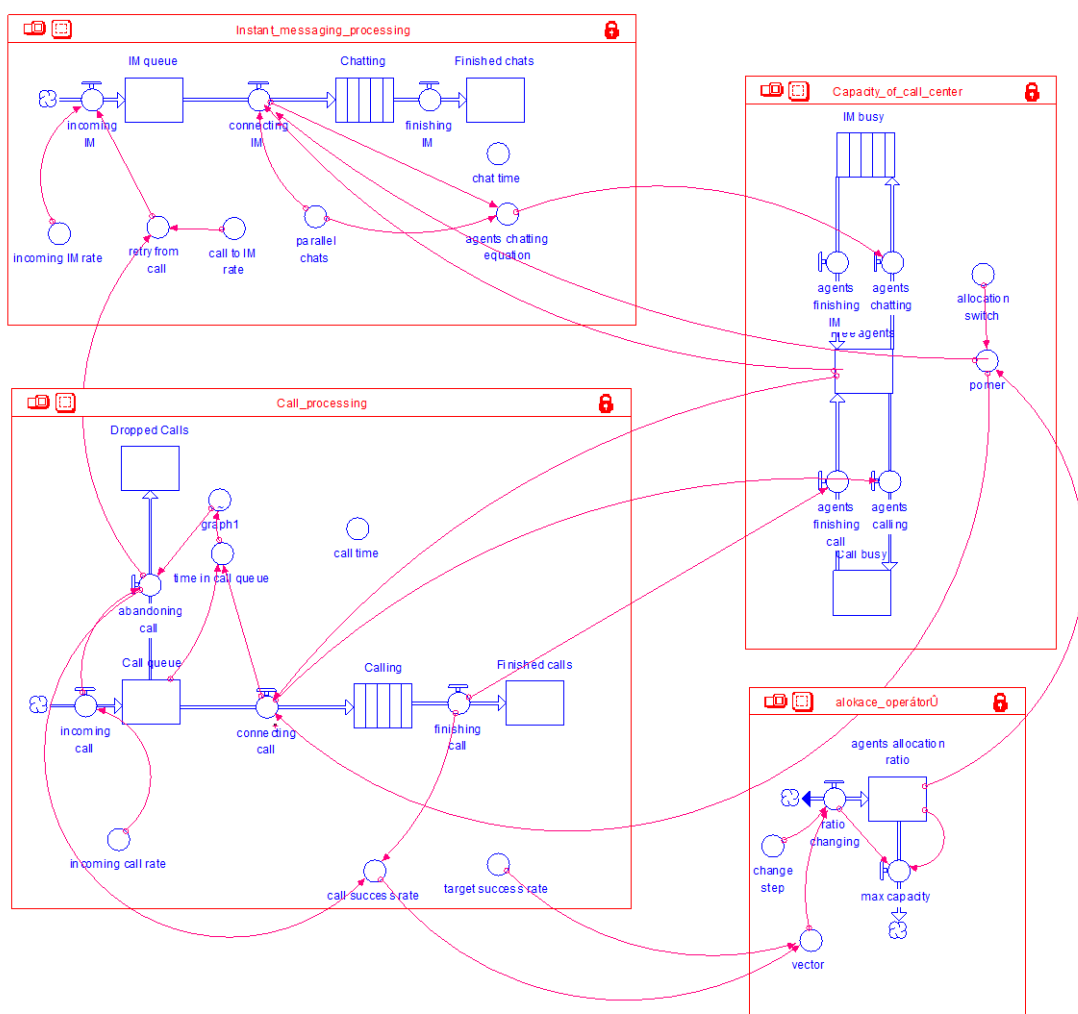 Instant_messaging_processing
IM queue
Chatting
Finished chats
incoming
IM
connecting
IM
finishing
IM
chat time
incoming IM rate
retry from
call
call to IM
rate
parallel
chats
agents chatting
equation
Capacity_of_call_center
IM busy
agents
finishing
IM
agents
chatting
allocation
switch
Free agents
pomer
agents
finishing
call
agents
calling
Call busy
Call_processing
Dropped Calls
graph1
call time
time in call queue
abandoning
call
Call queue
Calling
Finished calls
incoming
call
connecting
call
finishing
call
incoming call rate
call success rate
target success rate
alokace_operátorÛ
agents allocation
ratio
ratio
changing
change
step
max capacity
vector